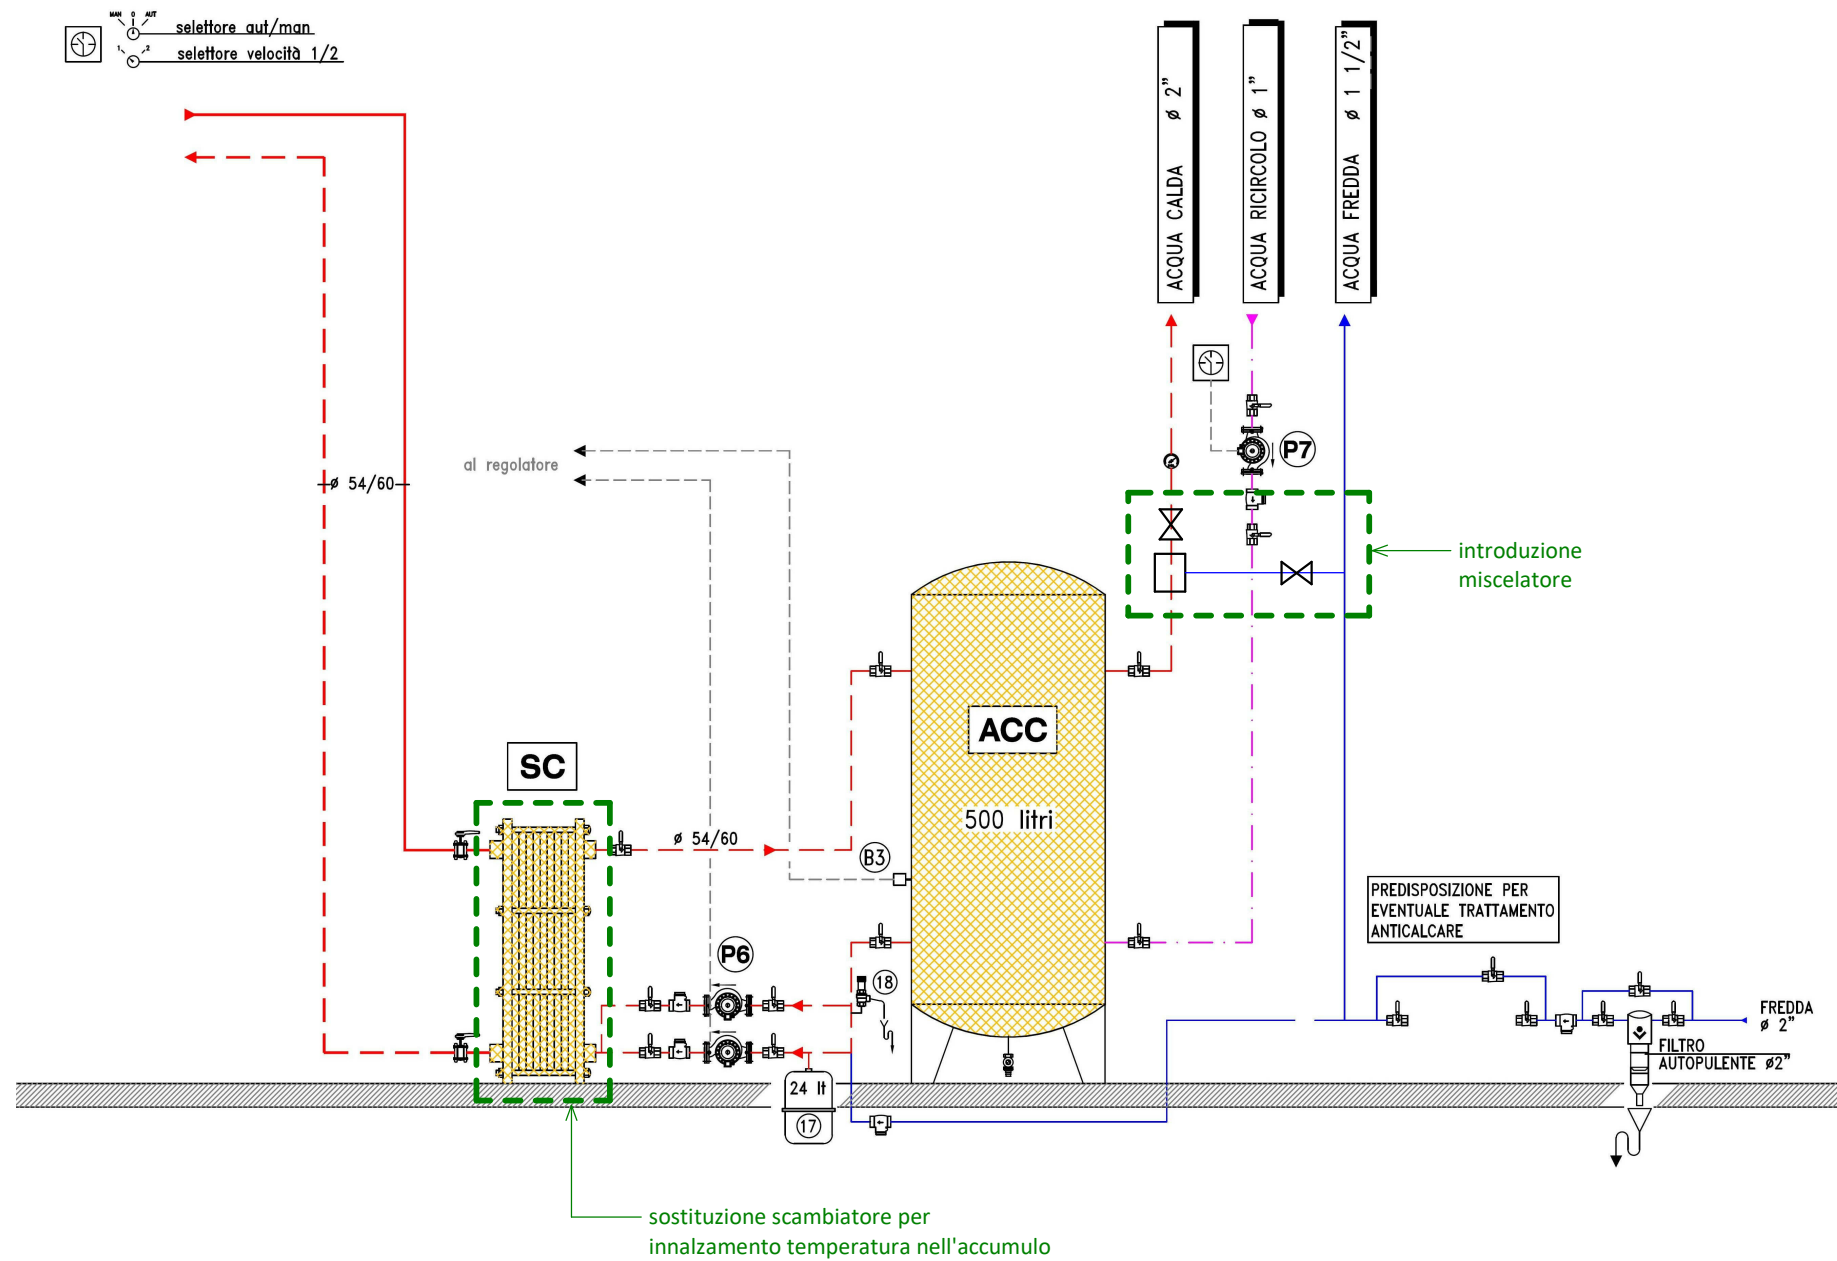 MAN 0 AUT
selettore aut/man
1 2
selettore velocità 1/2
ACQUA CALDA ø 2"
ACQUA RICIRCOLO ø 1"
ACQUA FREDDA ø 1 1/2"
P7
al regolatore
ø 54/60
introduzione
miscelatore
ACC
SC
500 litri
ø 54/60
B3
PREDISPOSIZIONE PER
EVENTUALE TRATTAMENTO
ANTICALCARE
P6
18
FREDDA
ø 2"
FILTRO
AUTOPULENTE ø2"
24 lt
17
sostituzione scambiatore per
innalzamento temperatura nell'accumulo